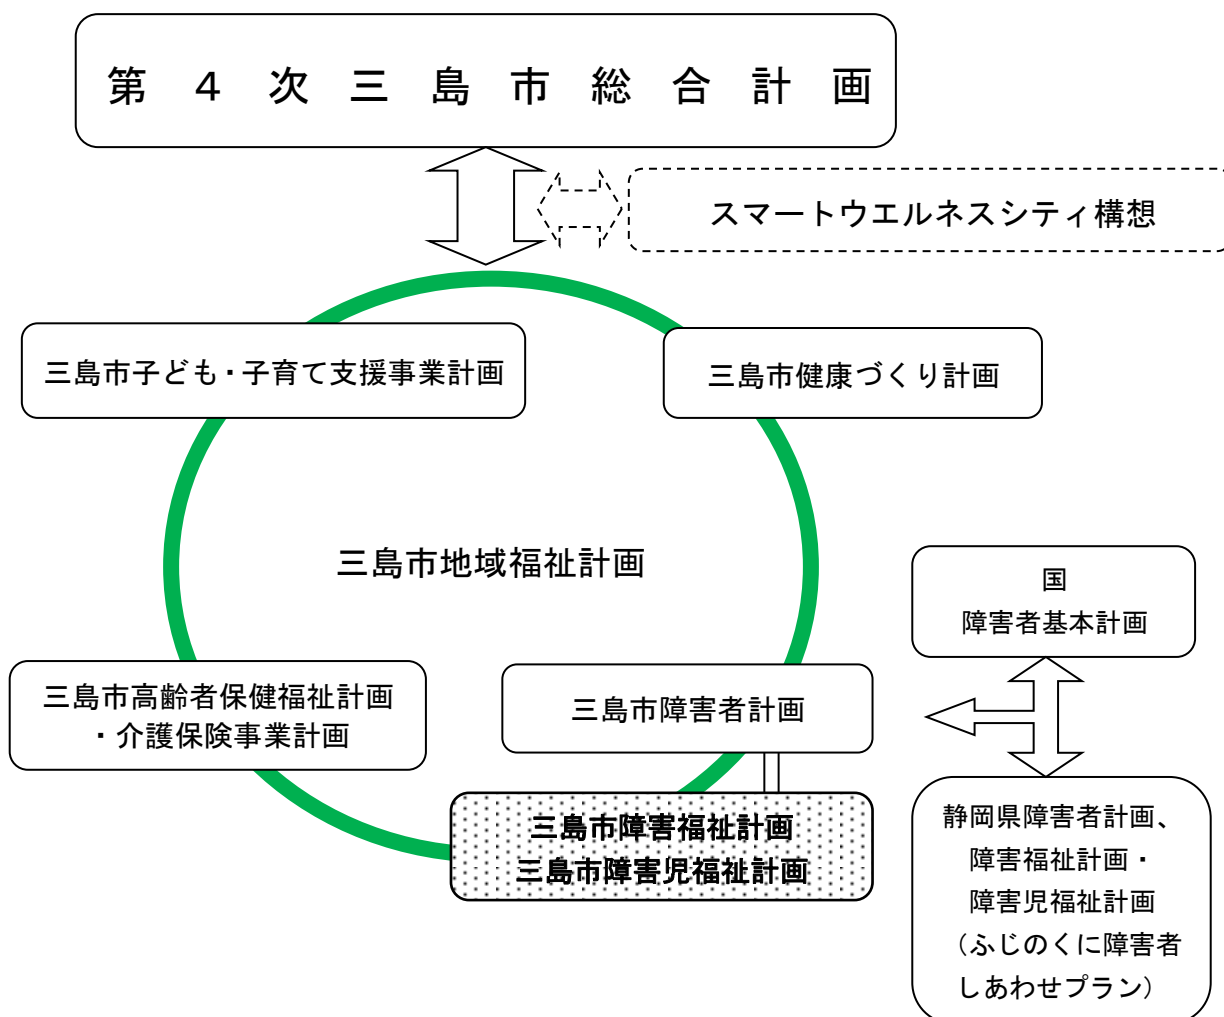 第４次三島市総合計画
スマートウエルネスシティ構想
三島市子ども・子育て支援事業計画
三島市健康づくり計画
三島市地域福祉計画
国
障害者基本計画
三島市高齢者保健福祉計画
・介護保険事業計画
三島市障害者計画
三島市障害福祉計画
三島市障害児福祉計画
静岡県障害者計画、
障害福祉計画・
障害児福祉計画
（ふじのくに障害者
しあわせプラン）